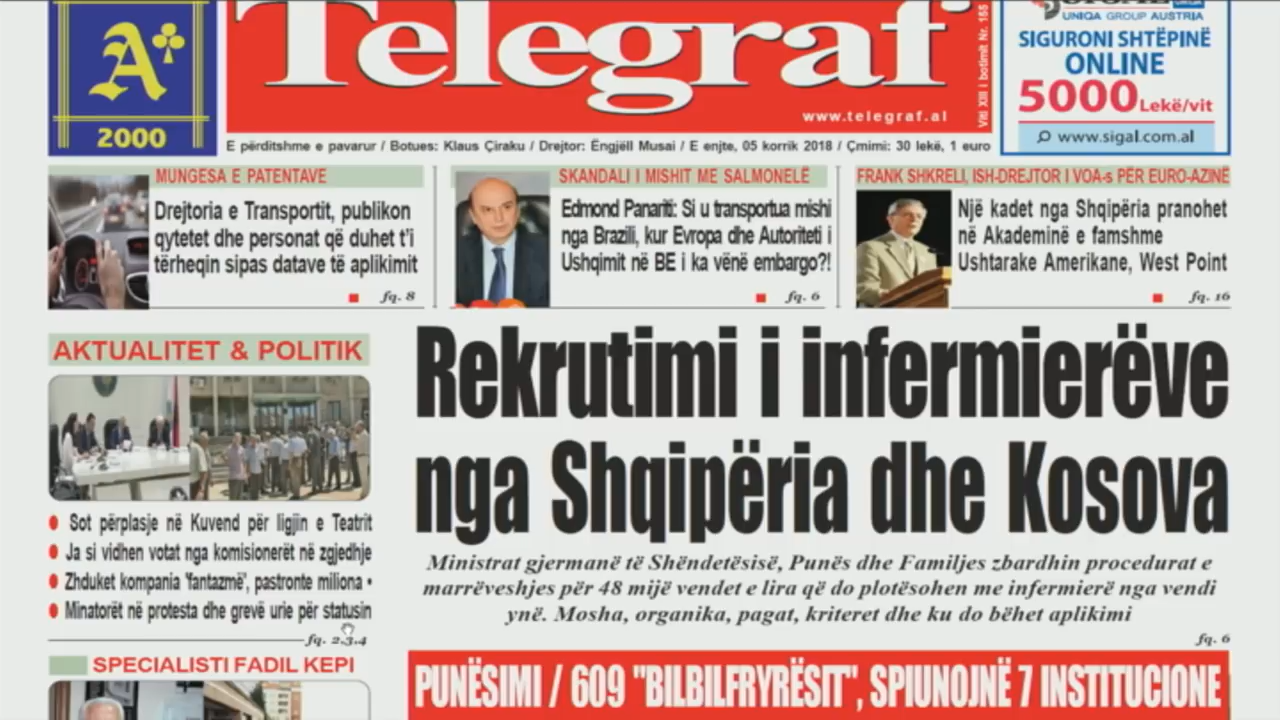 A
2000
Telegraf
www.telegraf.al
Viti XIII i botimit Nr. 155
UNIQA GROUP AUSTRIA
SIGURONI SHTËPINË
ONLINE
5000 Lekë/vit
www.sigal.com.al
E përditshme e pavarur / Botues: Klaus Çiraku / Drejtor: Ëngjëll Musai / E enjte, 05 korrik 2018 / Çmimi: 30 lekë, 1 euro
MUNGESA E PATENTAVE
Drejtoria e Transportit, publikon
qytetet dhe personat që duhet t'i
tërheqin sipas datave të aplikimit
fq. 8
SKANDALI I MISHIT ME SALMONELË
Edmond Panariti: Si u transportua mishi
nga Brazili, kur Evropa dhe Autoriteti i
Ushqimit në BE i ka vënë embargo?!
fq. 6
FRANK SHKRELI, ISH-DREJTOR I VOA-s PËR EURO-AZINË
Një kadet nga Shqipëria pranohet
në Akademinë e famshme
Ushtarake Amerikane, West Point
fq. 16
AKTUALITET & POLITIK
Sot përplasje në Kuvend për ligjin e Teatrit
Ja si vidhen votat nga komisionerët në zgjedhje
Zhduket kompania 'fantazmë', pastronte miliona •
Minatorët në protesta dhe grevë urie për statusin
fq. 2.3.4
SPECIALISTI FADIL KEPI
Rekrutimi i infermierëve
nga Shqipëria dhe Kosova
Ministrat gjermanë të Shëndetësisë, Punës dhe Familjes zbardhin procedurat e
marrëveshjes për 48 mijë vendet e lira që do plotësohen me infermierë nga vendi
ynë. Mosha, organika, pagat, kriteret dhe ku do bëhet aplikimi
fq. 6
PUNËSIMI / 609 "BILBILFRYRËSIT", SPIUNOJNË 7 INSTITUCIONE